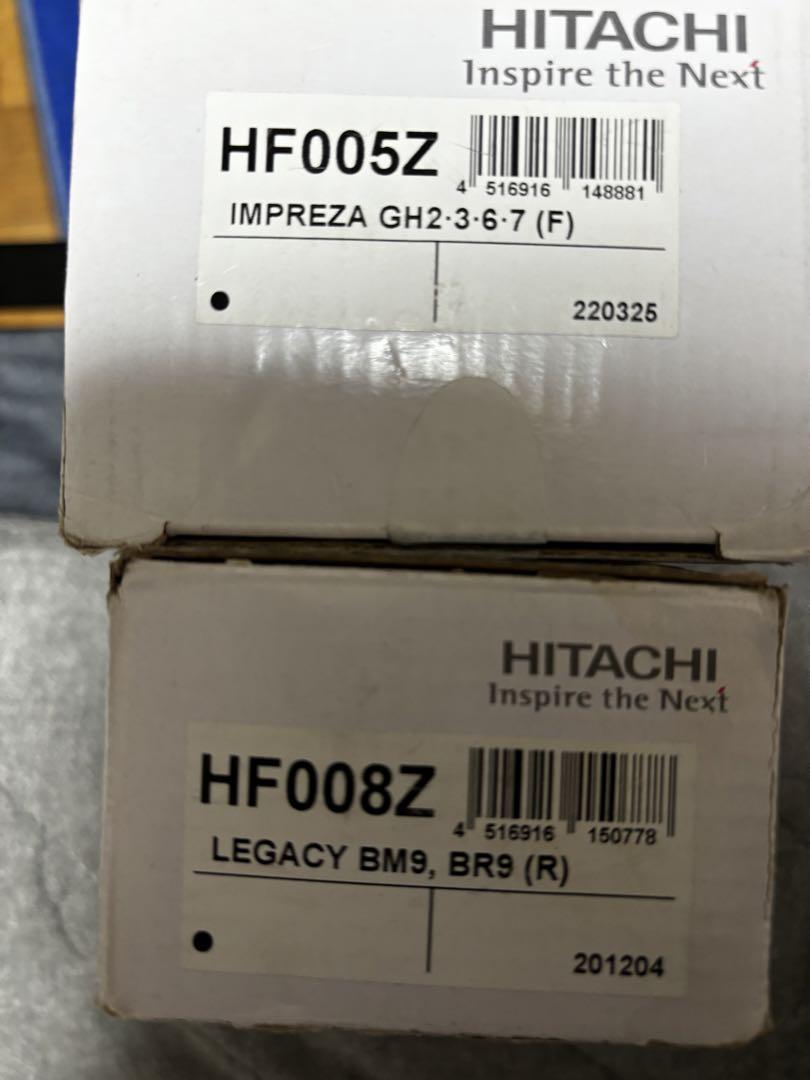 HITACHI
Inspire the Next
HF005Z
4 516916 148881
IMPREZA GH2·3·6·7 (F)
220325
HITACHI
Inspire the Next
HF008Z
4 516916 150778
LEGACY BM9, BR9 (R)
201204